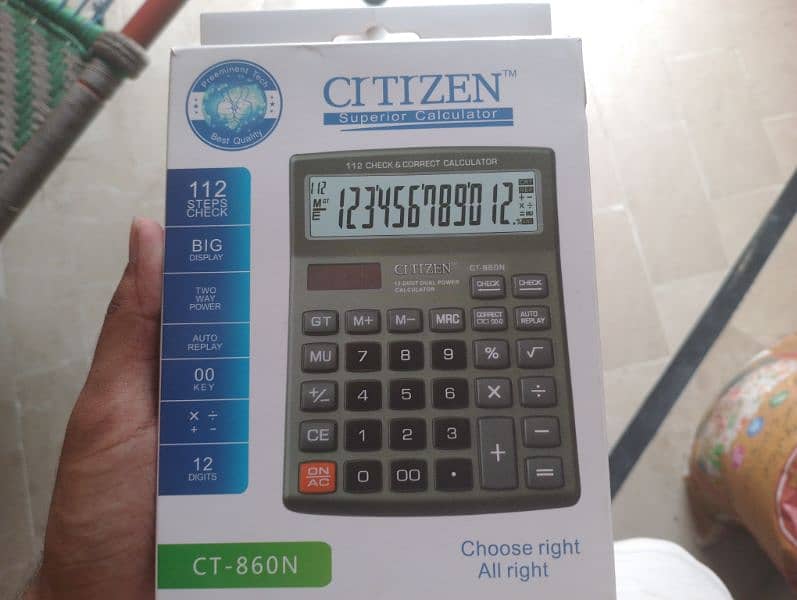 Preeminent Tech
Best Quality
CITIZEN™
Superior Calculator
112
STEPS
CHECK
BIG
DISPLAY
TWO
WAY
POWER
AUTO
REPLAY
00
KEY
× ÷
+ −
12
DIGITS
112 CHECK & CORRECT CALCULATOR
112
M GT
E
123456789012.
CITIZEN™
12-DIGIT DUAL POWER
CALCULATOR
CT-860N
CHECK CHECK
GT M+ M− MRC CORRECT AUTO
00 REPLAY
MU 7 8 9 % √
+/− 4 5 6 × ÷
CE 1 2 3 + −
ON
AC 0 00 • =
CT-860N
Choose right
All right